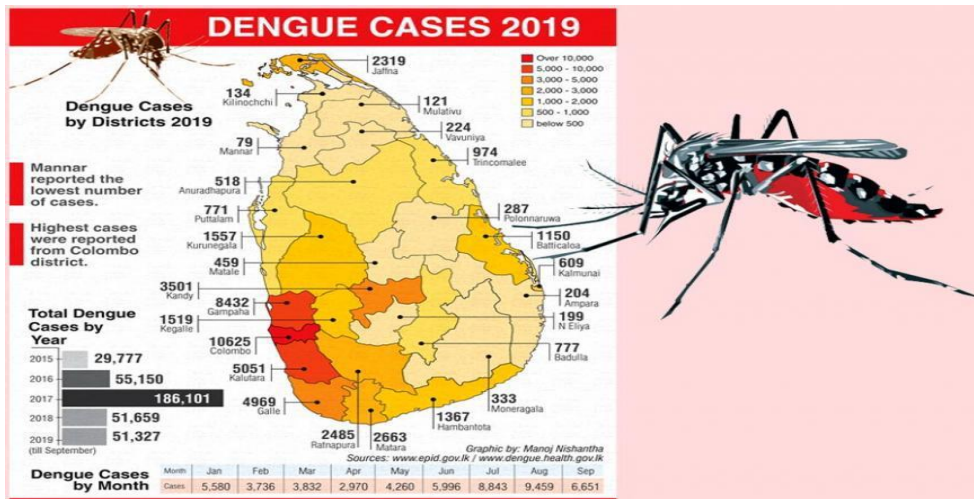 DENGUE CASES 2019
Dengue Cases
by Districts 2019
Over 10,000
5,000 - 10,000
3,000 - 5,000
2,000 - 3,000
1,000 - 2,000
500 - 1,000
below 500
2319
Jaffna
134
Kilinochchi
121
Mulativu
224
Vavuniya
79
Mannar
974
Trincomalee
518
Anuradhapura
771
Puttalam
287
Polonnaruwa
1557
Kurunegala
1150
Batticaloa
459
Matale
609
Kalmunai
3501
Kandy
204
Ampara
8432
Gampaha
199
N Eliya
1519
Kegalle
10625
Colombo
777
Badulla
5051
Kalutara
333
Moneragala
4969
Galle
1367
Hambantota
2485
Ratnapura
2663
Matara
Mannar
reported the
lowest number
of cases.
Highest cases
were reported
from Colombo
district.
Total Dengue
Cases by
Year
2015 29,777
2016 55,150
2017 186,101
2018 51,659
2019 51,327
(till September)
Graphic by: Manoj Nishantha
Sources: www.epid.gov.lk / www.dengue.health.gov.lk
Dengue Cases
by Month
Month Jan Feb Mar Apr May Jun Jul Aug Sep
Cases 5,580 3,736 3,832 2,970 4,260 5,996 8,843 9,459 6,651